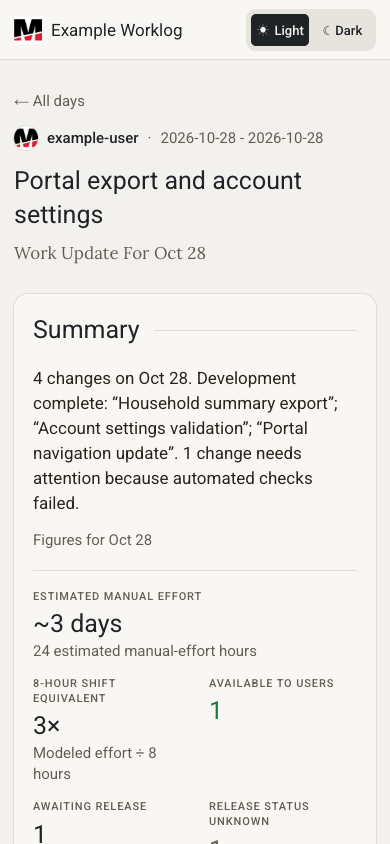 Example Worklog
Light
Dark
← All days
example-user · 2026-10-28 - 2026-10-28
Portal export and account
settings
Work Update For Oct 28
Summary
4 changes on Oct 28. Development
complete: “Household summary export”;
“Account settings validation”; “Portal
navigation update”. 1 change needs
attention because automated checks
failed.
Figures for Oct 28
ESTIMATED MANUAL EFFORT
~3 days
24 estimated manual-effort hours
8-HOUR SHIFT
EQUIVALENT
3×
Modeled effort ÷ 8
hours
AVAILABLE TO USERS
1
AWAITING RELEASE
1
RELEASE STATUS
UNKNOWN